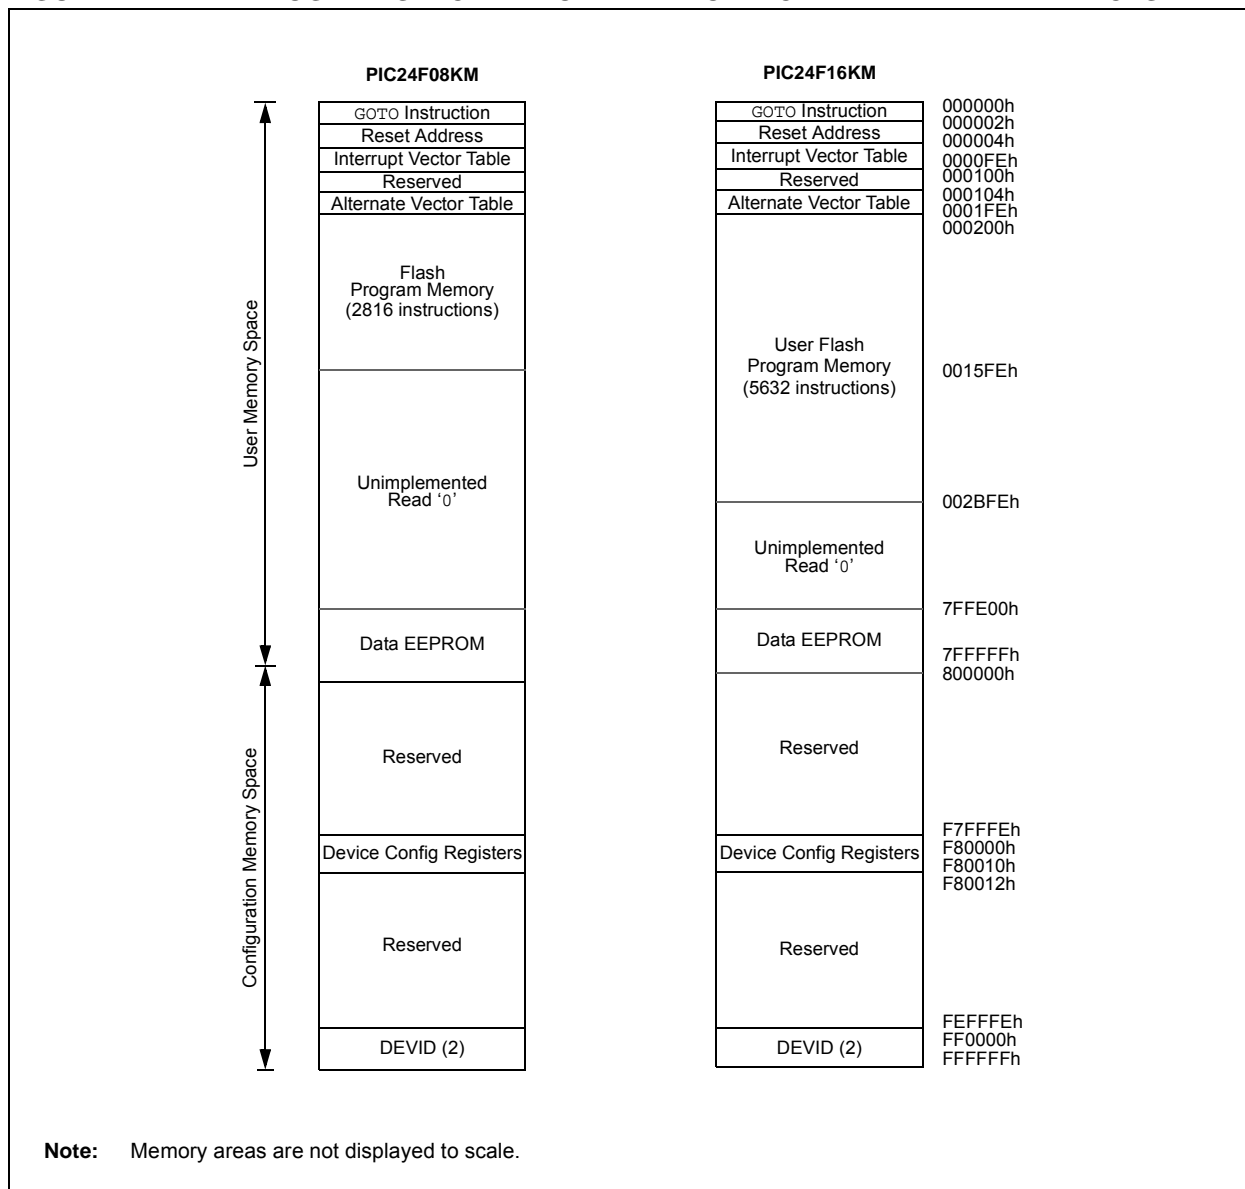 PIC24F08KM
GOTO Instruction
Reset Address
Interrupt Vector Table
Reserved
Alternate Vector Table
Flash
Program Memory
(2816 instructions)
Unimplemented
Read ‘0’
Data EEPROM
Reserved
Device Config Registers
Reserved
DEVID (2)
PIC24F16KM
GOTO Instruction
Reset Address
Interrupt Vector Table
Reserved
Alternate Vector Table
User Flash
Program Memory
(5632 instructions)
Unimplemented
Read ‘0’
Data EEPROM
Reserved
Device Config Registers
Reserved
DEVID (2)
000000h
000002h
000004h
0000FEh
000100h
000104h
0001FEh
000200h
0015FEh
002BFEh
7FFE00h
7FFFFFh
800000h
F7FFFEh
F80000h
F80010h
F80012h
FEFFFEh
FF0000h
FFFFFFh
User Memory Space
Configuration Memory Space
Note: Memory areas are not displayed to scale.